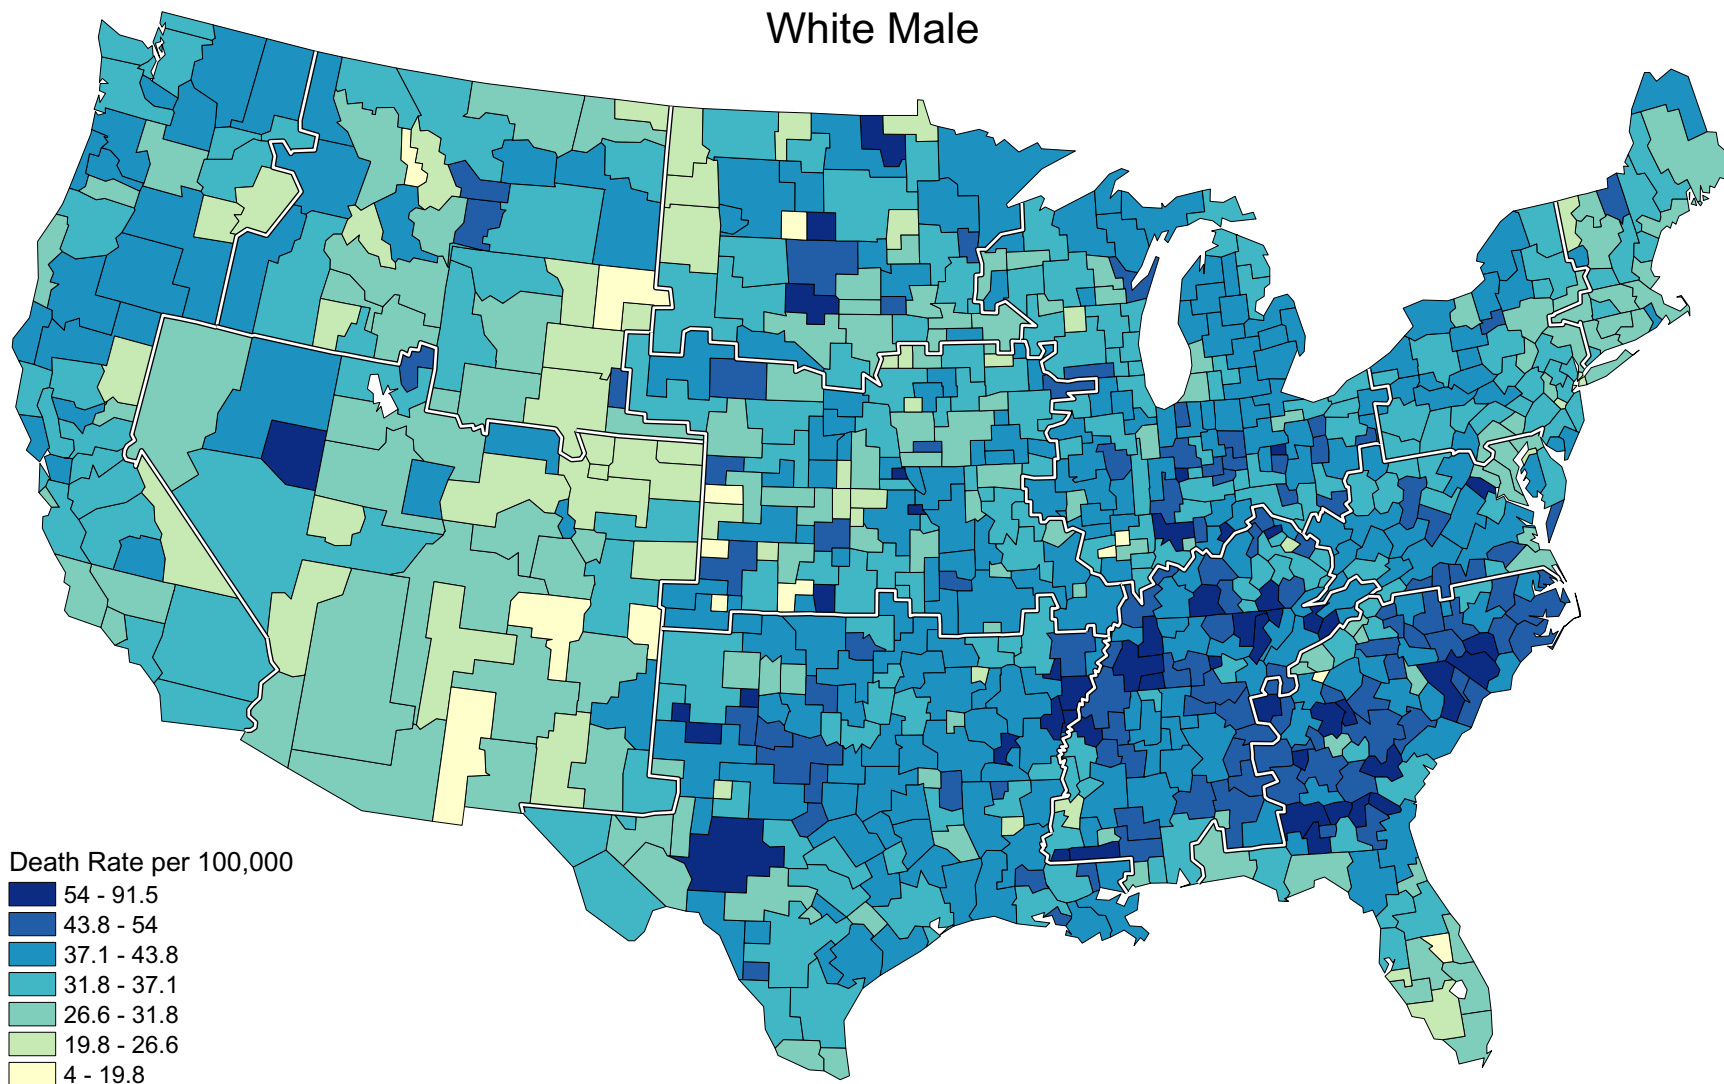 White Male
Death Rate per 100,000
54 - 91.5
43.8 - 54
37.1 - 43.8
31.8 - 37.1
26.6 - 31.8
19.8 - 26.6
4 - 19.8